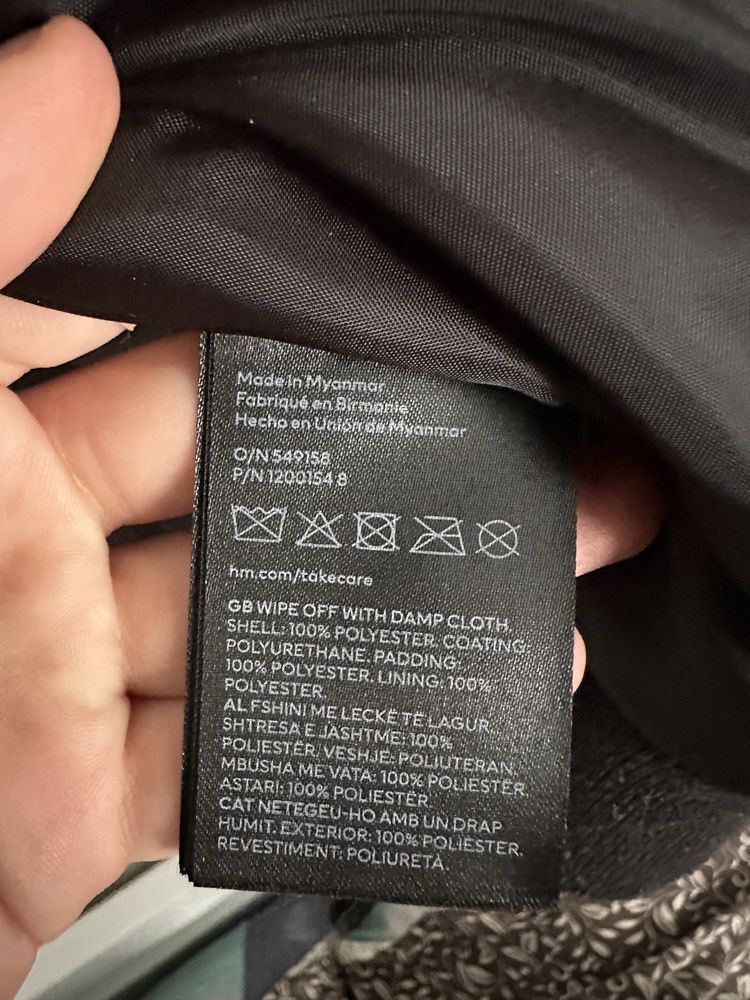 Made in Myanmar
Fabriqué en Birmanie
Hecho en Unión de Myanmar
O/N 549158
P/N 1200154 8
hm.com/takecare
GB WIPE OFF WITH DAMP CLOTH.
SHELL: 100% POLYESTER. COATING:
POLYURETHANE. PADDING:
100% POLYESTER. LINING: 100%
POLYESTER.
AL FSHINI ME LECKË TË LAGUR.
SHTRESA E JASHTME: 100%
POLIESTËR. VESHJE: POLIUTERAN.
MBUSHA ME VATA: 100% POLIESTËR.
ASTARI: 100% POLIESTËR
CAT NETEGEU-HO AMB UN DRAP
HUMIT. EXTERIOR: 100% POLIÈSTER.
REVESTIMENT: POLIURETÀ.